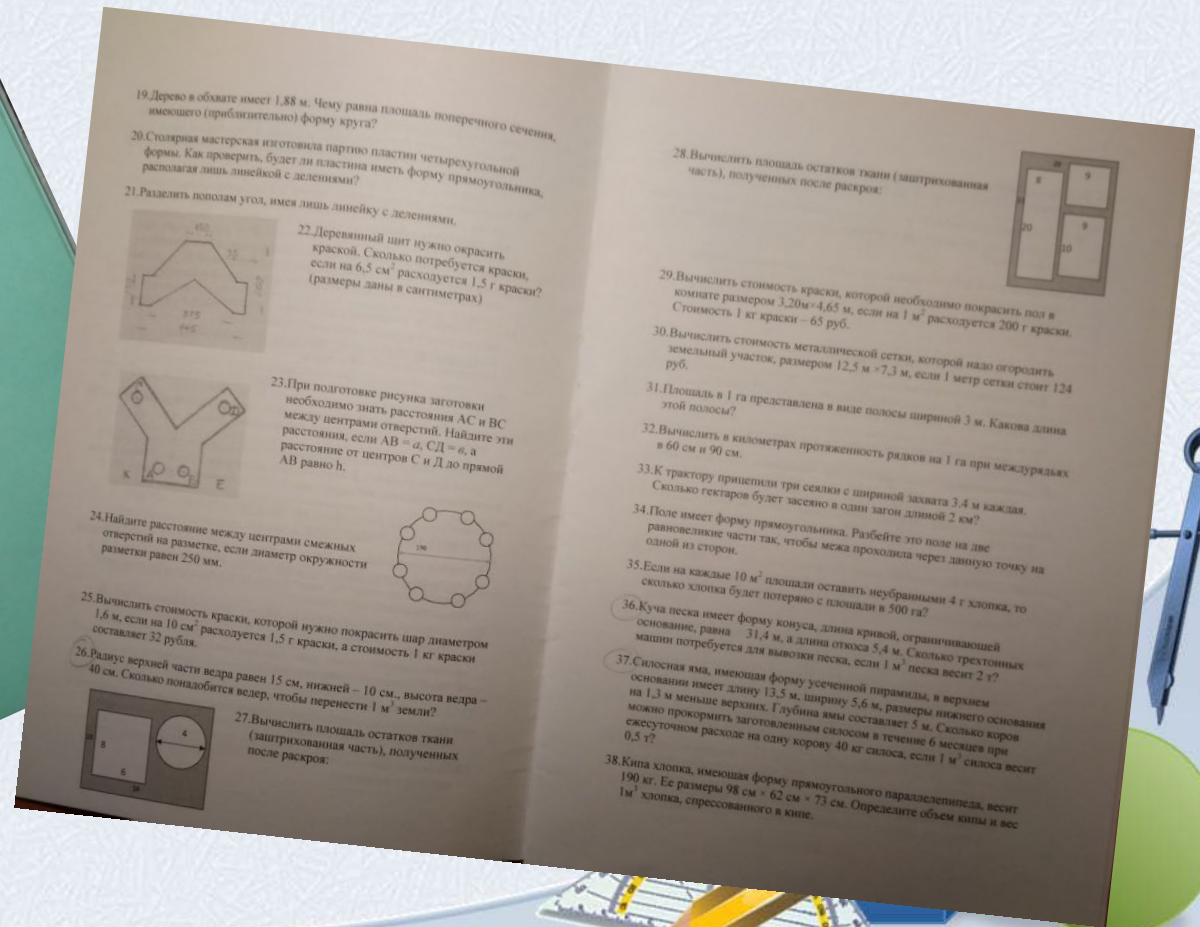 19.Дерево в обхвате имеет 1,88 м. Чему равна площадь поперечного сечения,
имеющего (приблизительно) форму круга?
20.Столярная мастерская изготовила партию пластин четырехугольной
формы. Как проверить, будет ли пластина иметь форму прямоугольника,
располагая лишь линейкой с делениями?
21.Разделить пополам угол, имея лишь линейку с делениями.
22.Деревянный щит нужно окрасить
краской. Сколько потребуется краски,
если на 6,5 см² расходуется 1,5 г краски?
(размеры даны в сантиметрах)
23.При подготовке рисунка заготовки
необходимо знать расстояния АС и ВС
между центрами отверстий. Найдите эти
расстояния, если АВ = а, СД = в, а
расстояние от центров С и Д до прямой
АВ равно h.
К
А
Е
24.Найдите расстояние между центрами смежных
отверстий на разметке, если диаметр окружности
разметки равен 250 мм.
25.Вычислить стоимость краски, которой нужно покрасить шар диаметром
1,6 м, если на 10 см² расходуется 1,5 г краски, а стоимость 1 кг краски
составляет 32 рубля.
26.Радиус верхней части ведра равен 15 см, нижней – 10 см., высота ведра –
40 см. Сколько понадобится ведер, чтобы перенести 1 м³ земли?
27.Вычислить площадь остатков ткани
(заштрихованная часть), полученных
после раскроя:
8
6
4
28.Вычислить площадь остатков ткани (заштрихованная
часть), полученных после раскроя:
8
9
20
9
10
29.Вычислить стоимость краски, которой необходимо покрасить пол в
комнате размером 3,20м×4,65 м, если на 1 м² расходуется 200 г краски.
Стоимость 1 кг краски – 65 руб.
30.Вычислить стоимость металлической сетки, которой надо огородить
земельный участок, размером 12,5 м ×7,3 м, если 1 метр сетки стоит 124
руб.
31.Площадь в 1 га представлена в виде полосы шириной 3 м. Какова длина
этой полосы?
32.Вычислить в километрах протяженность рядков на 1 га при междурядьях
в 60 см и 90 см.
33.К трактору прицепили три сеялки с шириной захвата 3.4 м каждая.
Сколько гектаров будет засеяно в один загон длиной 2 км?
34.Поле имеет форму прямоугольника. Разбейте это поле на две
равновеликие части так, чтобы межа проходила через данную точку на
одной из сторон.
35.Если на каждые 10 м² площади оставить неубранными 4 г хлопка, то
сколько хлопка будет потеряно с площади в 500 га?
36.Куча песка имеет форму конуса, длина кривой, ограничивающей
основание, равна 31,4 м, а длина откоса 5,4 м. Сколько трехтонных
машин потребуется для вывозки песка, если 1 м³ песка весит 2 т?
37.Силосная яма, имеющая форму усеченной пирамиды, в верхнем
основании имеет длину 13,5 м, ширину 5,6 м, размеры нижнего основания
на 1,3 м меньше верхних. Глубина ямы составляет 5 м. Сколько коров
можно прокормить заготовленным силосом в течение 6 месяцев при
ежесуточном расходе на одну корову 40 кг силоса, если 1 м³ силоса весит
0,5 т?
38.Кипа хлопка, имеющая форму прямоугольного параллелепипеда, весит
190 кг. Ее размеры 98 см × 62 см × 73 см. Определите объем кипы и вес
1м³ хлопка, спрессованного в кипе.